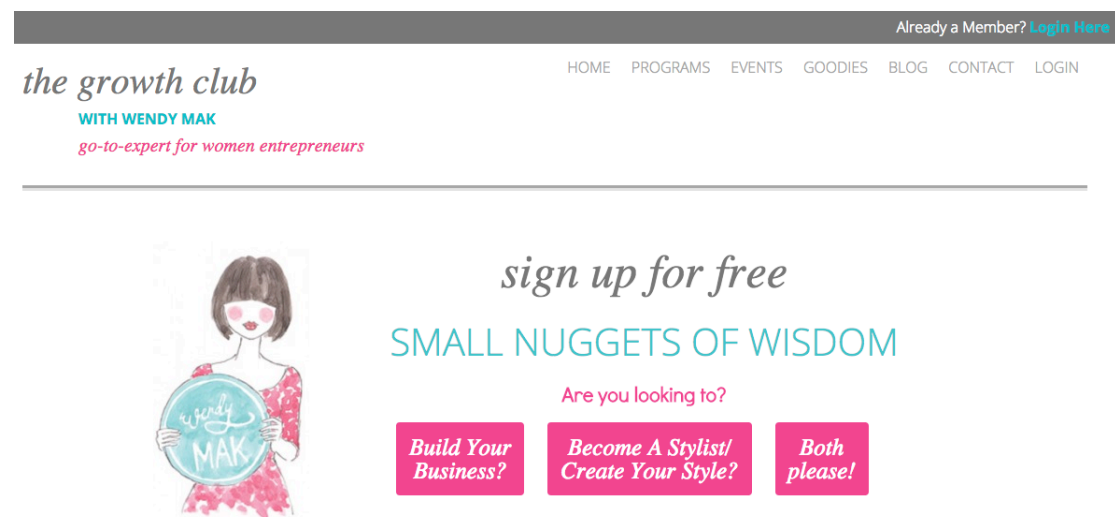 Already a Member? Login Here
the growth club
HOME PROGRAMS EVENTS GOODIES BLOG CONTACT LOGIN
WITH WENDY MAK
go-to-expert for women entrepreneurs
sign up for free
SMALL NUGGETS OF WISDOM
Are you looking to?
Build Your
Business?
Become A Stylist/
Create Your Style?
Both
please!
wendy
MAK